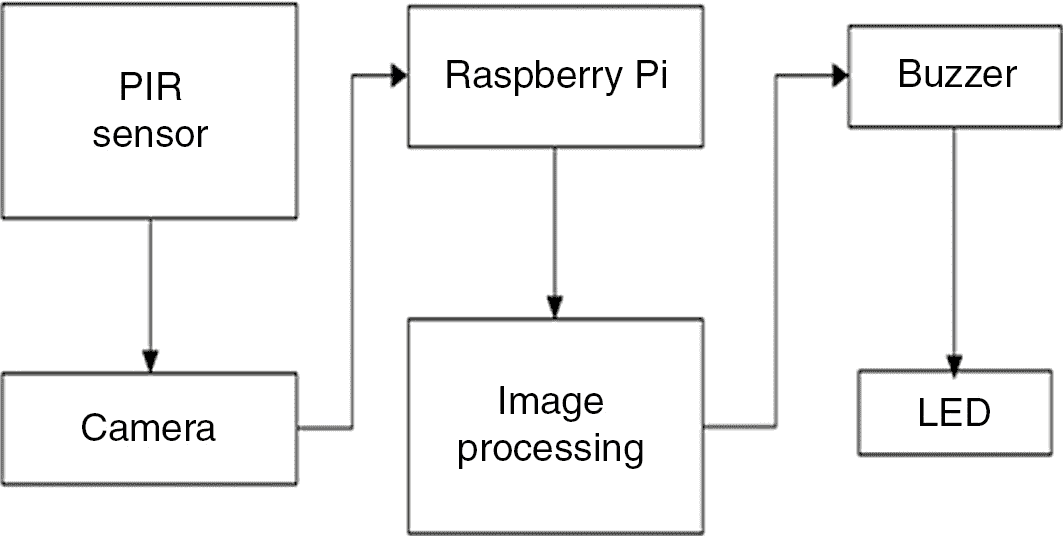 PIR
sensor
Camera
Raspberry Pi
Image
processing
Buzzer
LED